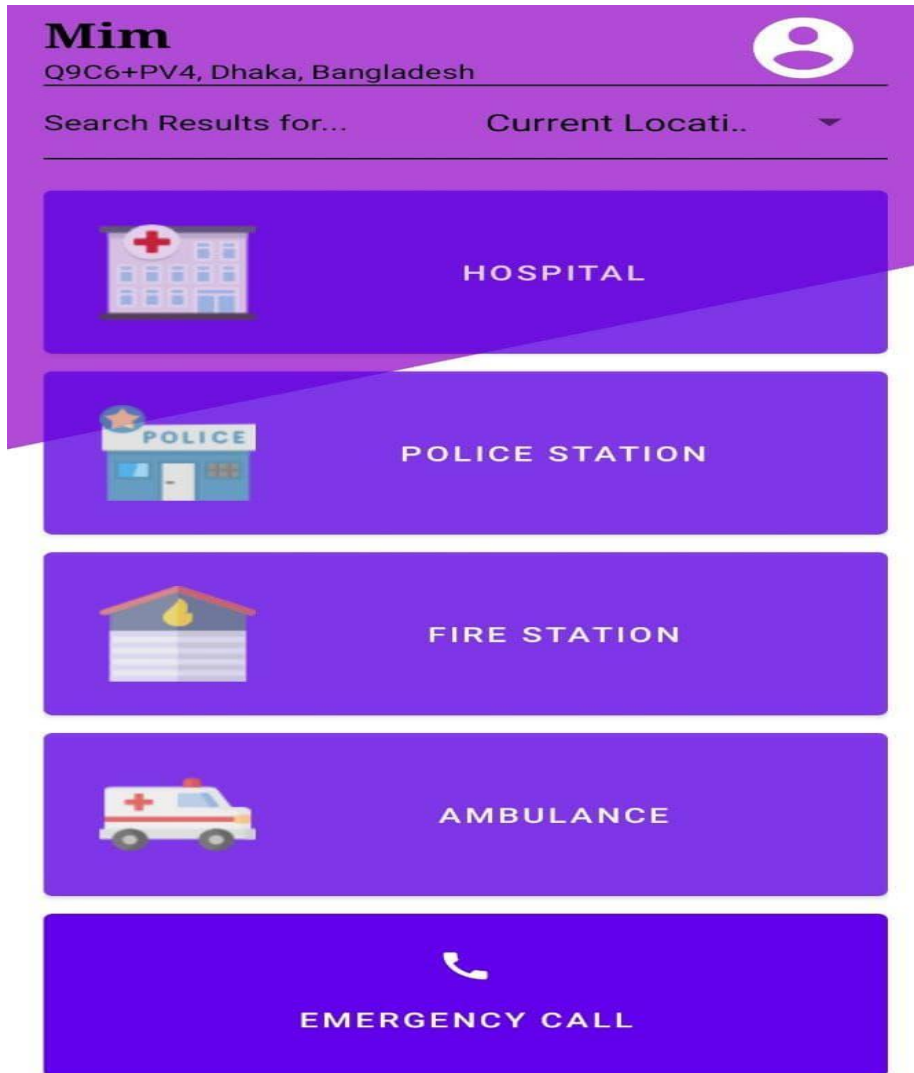 Mim
Q9C6+PV4, Dhaka, Bangladesh
Search Results for... Current Locati..
HOSPITAL
POLICE
POLICE STATION
FIRE STATION
AMBULANCE
EMERGENCY CALL